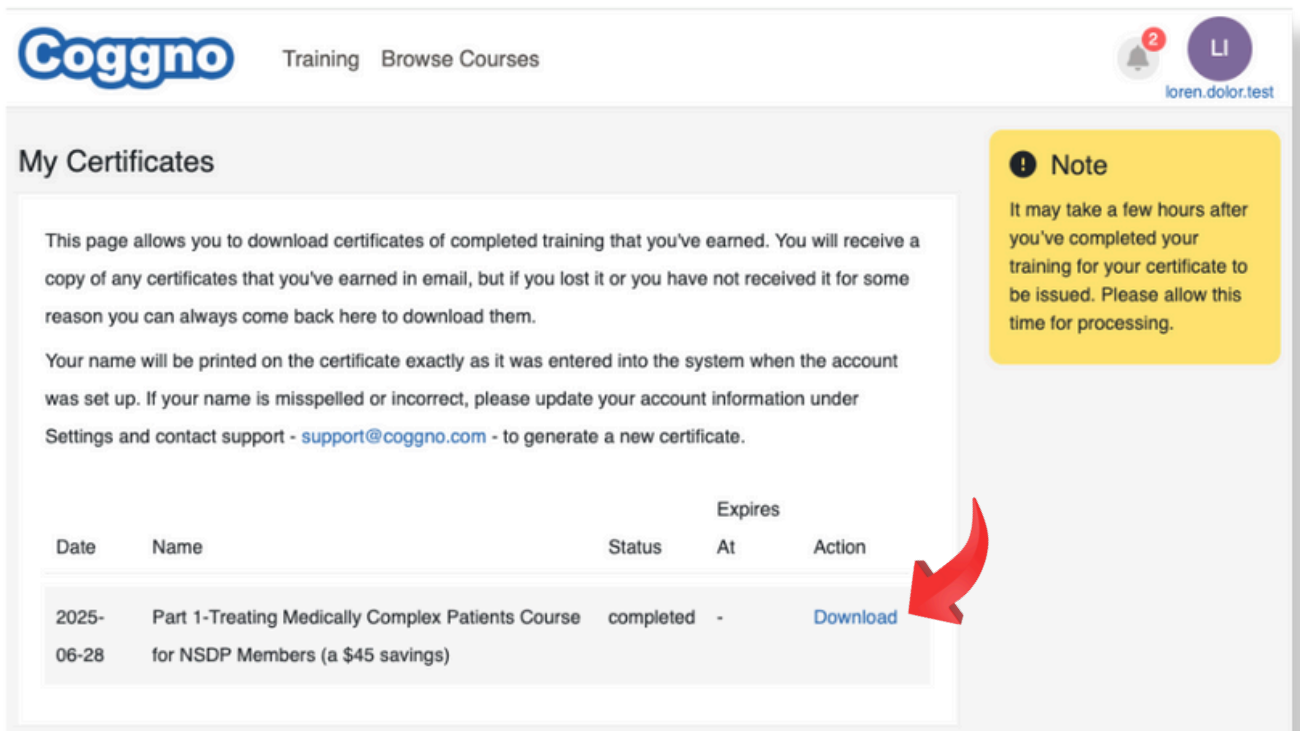 Coggno
Training Browse Courses
2
LI
loren.dolor.test
My Certificates
This page allows you to download certificates of completed training that you've earned. You will receive a
copy of any certificates that you've earned in email, but if you lost it or you have not received it for some
reason you can always come back here to download them.
Your name will be printed on the certificate exactly as it was entered into the system when the account
was set up. If your name is misspelled or incorrect, please update your account information under
Settings and contact support - support@coggno.com - to generate a new certificate.
Expires
Date Name Status At Action
2025- Part 1-Treating Medically Complex Patients Course completed - Download
06-28 for NSDP Members (a $45 savings)
! Note
It may take a few hours after
you've completed your
training for your certificate to
be issued. Please allow this
time for processing.